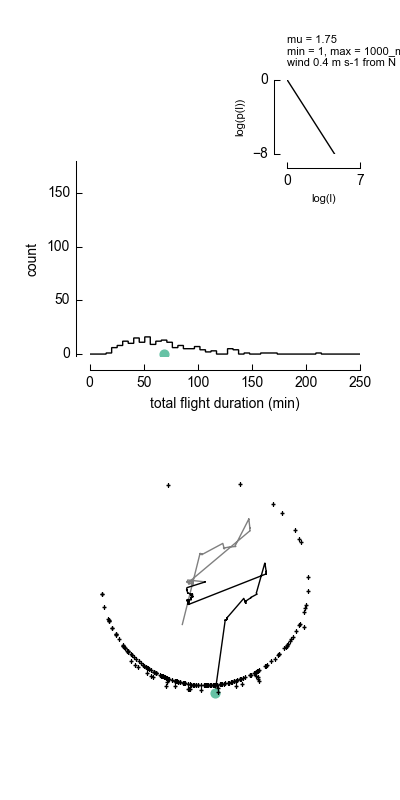 mu = 1.75
min = 1, max = 1000_m
wind 0.4 m s-1 from N
0
log(p(l))
−8
0 7
log(l)
150
100
50
0
count
0 50 100 150 200 250
total flight duration (min)